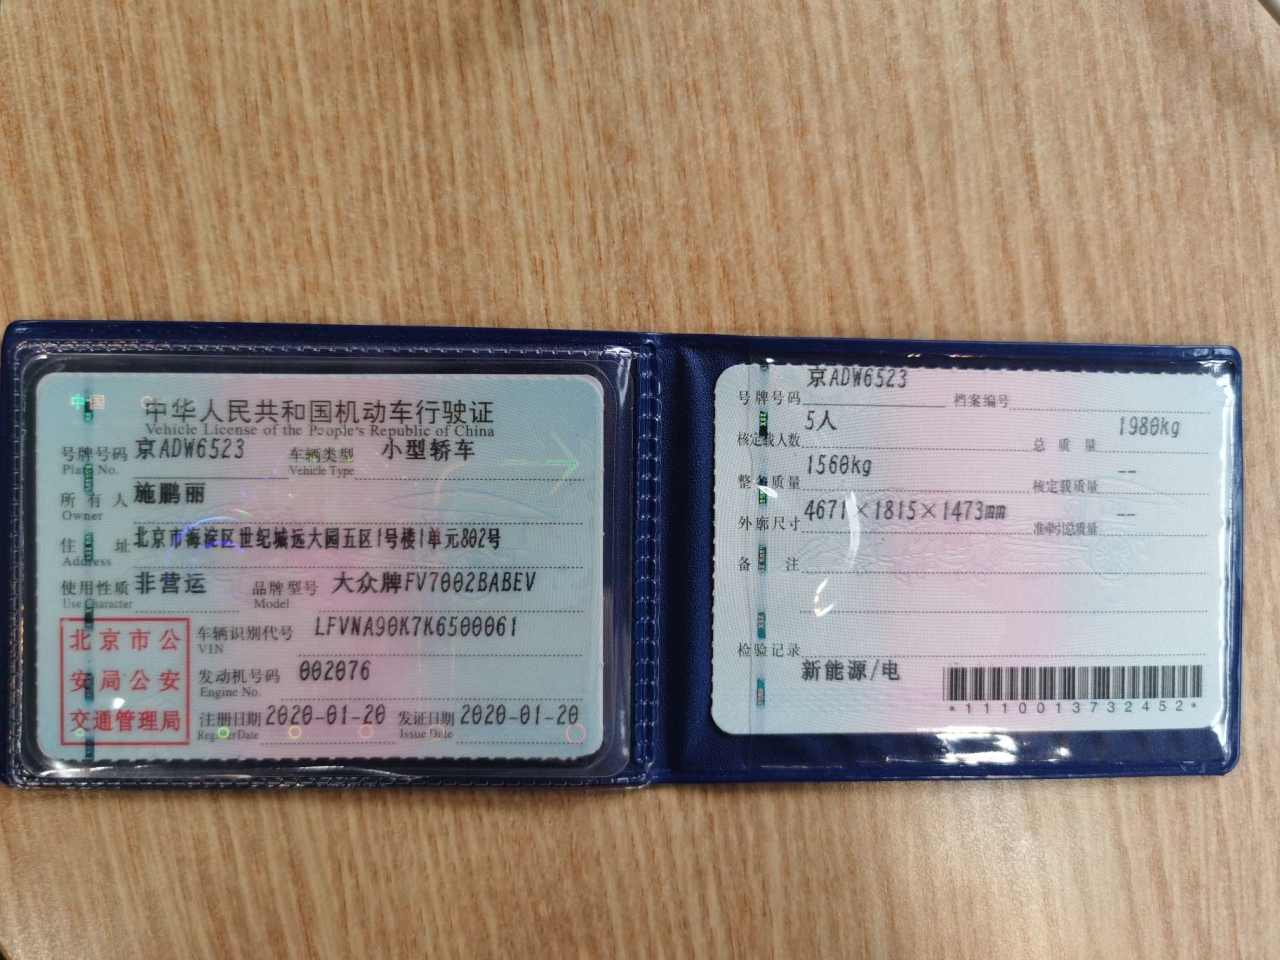 中国
中华人民共和国机动车行驶证
Vehicle License of the People's Republic of China
号牌号码 京ADW6523 车辆类型 小型轿车
Plate No. Vehicle Type
所有人 施鹏丽
Owner
住址 北京市海淀区世纪城远大园五区1号楼1单元802号
Address
使用性质 非营运 品牌型号 大众牌FV7002BABEV
Use Character Model
北京市公安局公安交通管理局
车辆识别代号 LFVNA90K7K6500061
VIN
发动机号码 002076
Engine No.
注册日期 2020-01-20 发证日期 2020-01-20
Register Date Issue Date
号牌号码 京ADW6523 档案编号
核定载人数 5人 总质量 1980kg
整备质量 1560kg 核定载质量 --
外廓尺寸 4671×1815×1473mm 准牵引总质量 --
备注
检验记录 新能源/电
*1110013732452*